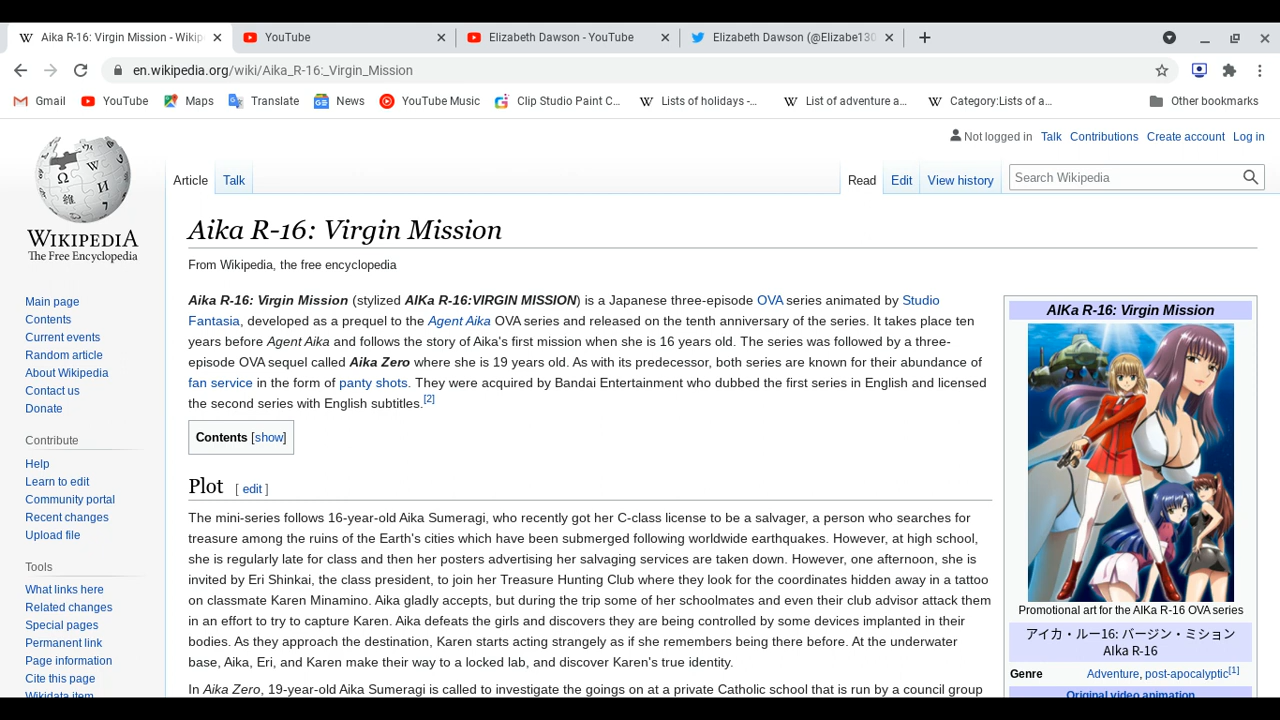 Aika R-16: Virgin Mission - Wikip
YouTube
Elizabeth Dawson - YouTube
Elizabeth Dawson (@Elizabe130
en.wikipedia.org/wiki/Aika_R-16:_Virgin_Mission
Gmail
YouTube
Maps
Translate
News
YouTube Music
Clip Studio Paint C...
Lists of holidays -...
List of adventure a...
Category:Lists of a...
Other bookmarks
Not logged in Talk Contributions Create account Log in
Article Talk
Read Edit View history
Search Wikipedia
WIKIPEDIA
The Free Encyclopedia
Main page
Contents
Current events
Random article
About Wikipedia
Contact us
Donate
Contribute
Help
Learn to edit
Community portal
Recent changes
Upload file
Tools
What links here
Related changes
Special pages
Permanent link
Page information
Cite this page
Wikidata item
Aika R-16: Virgin Mission
From Wikipedia, the free encyclopedia
Aika R-16: Virgin Mission (stylized AIKa R-16:VIRGIN MISSION) is a Japanese three-episode OVA series animated by Studio
Fantasia, developed as a prequel to the Agent Aika OVA series and released on the tenth anniversary of the series. It takes place ten
years before Agent Aika and follows the story of Aika's first mission when she is 16 years old. The series was followed by a three-
episode OVA sequel called Aika Zero where she is 19 years old. As with its predecessor, both series are known for their abundance of
fan service in the form of panty shots. They were acquired by Bandai Entertainment who dubbed the first series in English and licensed
the second series with English subtitles.[2]
Contents [show]
Plot [ edit ]
The mini-series follows 16-year-old Aika Sumeragi, who recently got her C-class license to be a salvager, a person who searches for
treasure among the ruins of the Earth's cities which have been submerged following worldwide earthquakes. However, at high school,
she is regularly late for class and then her posters advertising her salvaging services are taken down. However, one afternoon, she is
invited by Eri Shinkai, the class president, to join her Treasure Hunting Club where they look for the coordinates hidden away in a tattoo
on classmate Karen Minamino. Aika gladly accepts, but during the trip some of her schoolmates and even their club advisor attack them
in an effort to try to capture Karen. Aika defeats the girls and discovers they are being controlled by some devices implanted in their
bodies. As they approach the destination, Karen starts acting strangely as if she remembers being there before. At the underwater
base, Aika, Eri, and Karen make their way to a locked lab, and discover Karen's true identity.
In Aika Zero, 19-year-old Aika Sumeragi is called to investigate the goings on at a private Catholic school that is run by a council group
AIKa R-16: Virgin Mission
Promotional art for the AIKa R-16 OVA series
アイカ・ルー16: バージン・ミション
AIka R-16
Genre Adventure, post-apocalyptic[1]
Original video animation